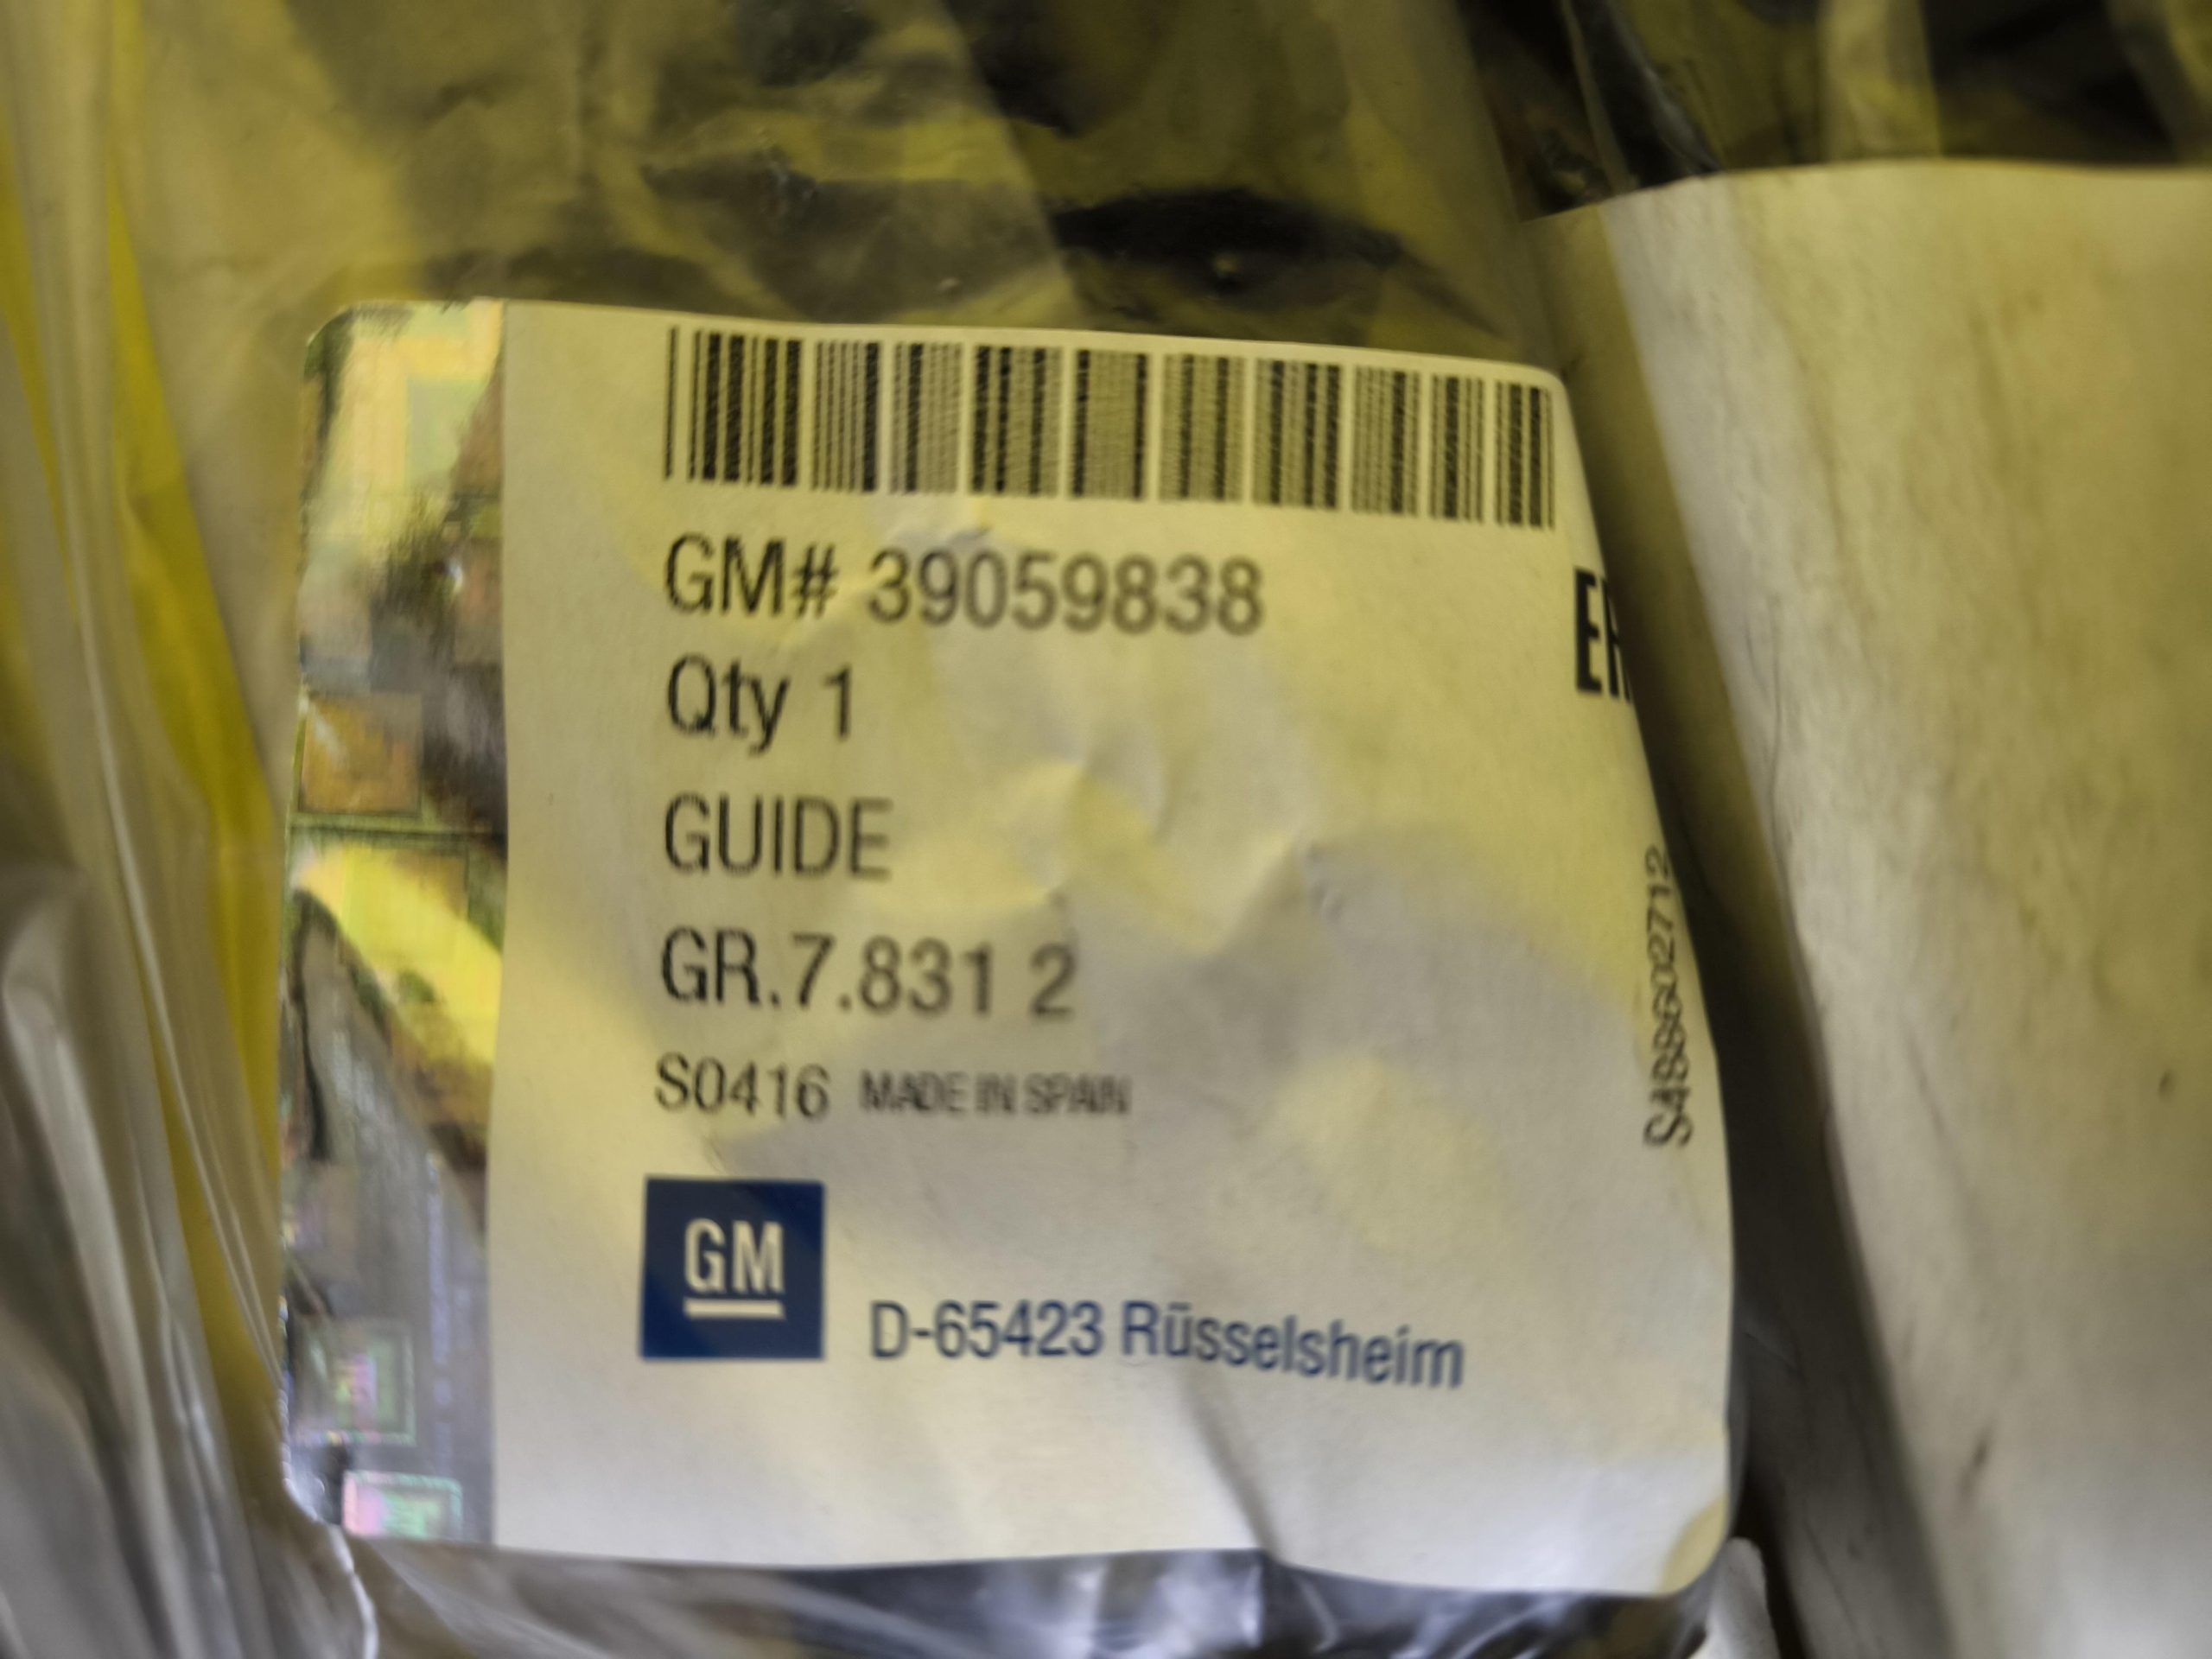 GM# 39059838
Qty 1
GUIDE
GR.7.831 2
S0416 MADE IN SPAIN
GM
D-65423 Rüsselsheim